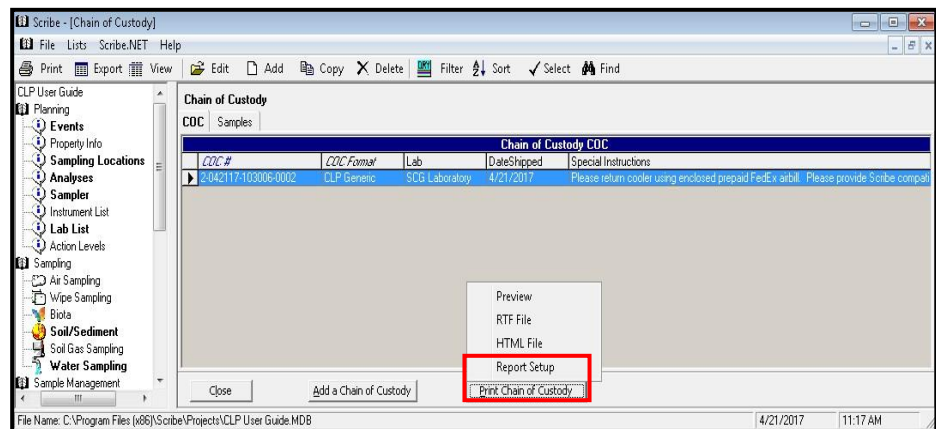 Scribe - [Chain of Custody]
File Lists Scribe.NET Help
Print Export View Edit Add Copy Delete Filter Sort Select Find
CLP User Guide
Planning
Events
Property Info
Sampling Locations
Analyses
Sampler
Instrument List
Lab List
Action Levels
Sampling
Air Sampling
Wipe Sampling
Biota
Soil/Sediment
Soil Gas Sampling
Water Sampling
Sample Management
Chain of Custody
COC Samples
Chain of Custody COC
COC # COC Format Lab DateShipped Special Instructions
2-042117-103006-0002 CLP Generic SCG Laboratory 4/21/2017 Please return cooler using enclosed prepaid FedEx airbill. Please provide Scribe compati
Preview
RTF File
HTML File
Report Setup
Close Add a Chain of Custody Print Chain of Custody
File Name: C:\Program Files (x86)\Scribe\Projects\CLP User Guide.MDB 4/21/2017 11:17 AM